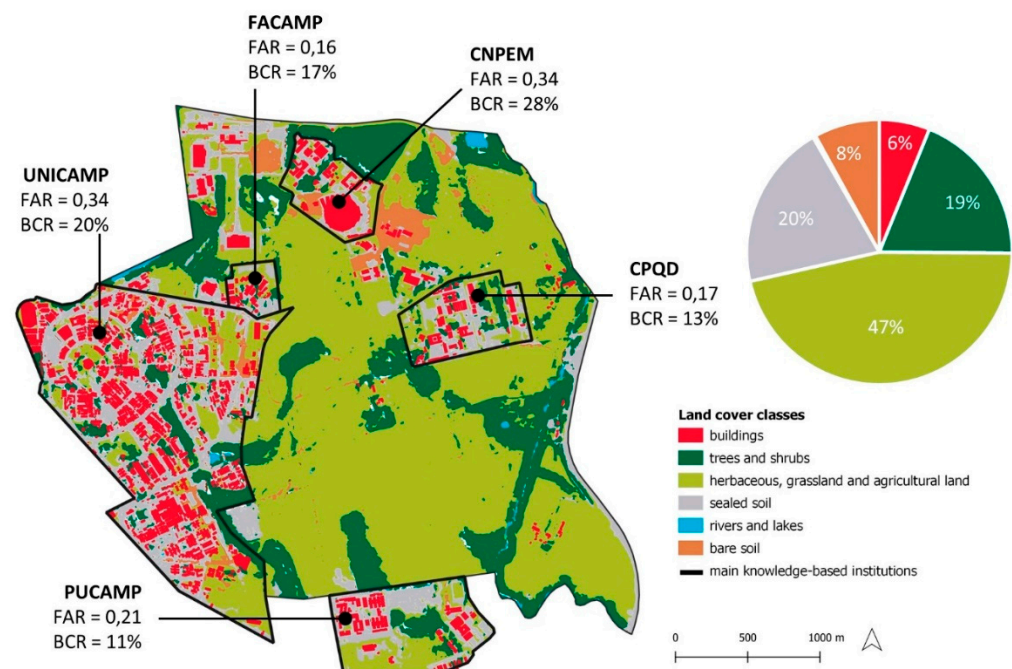 FACAMP
FAR = 0,16
BCR = 17%
CNPEM
FAR = 0,34
BCR = 28%
UNICAMP
FAR = 0,34
BCR = 20%
CPQD
FAR = 0,17
BCR = 13%
PUCAMP
FAR = 0,21
BCR = 11%
8%
6%
19%
20%
47%
Land cover classes
buildings
trees and shrubs
herbaceous, grassland and agricultural land
sealed soil
rivers and lakes
bare soil
main knowledge-based institutions
0 500 1000 m